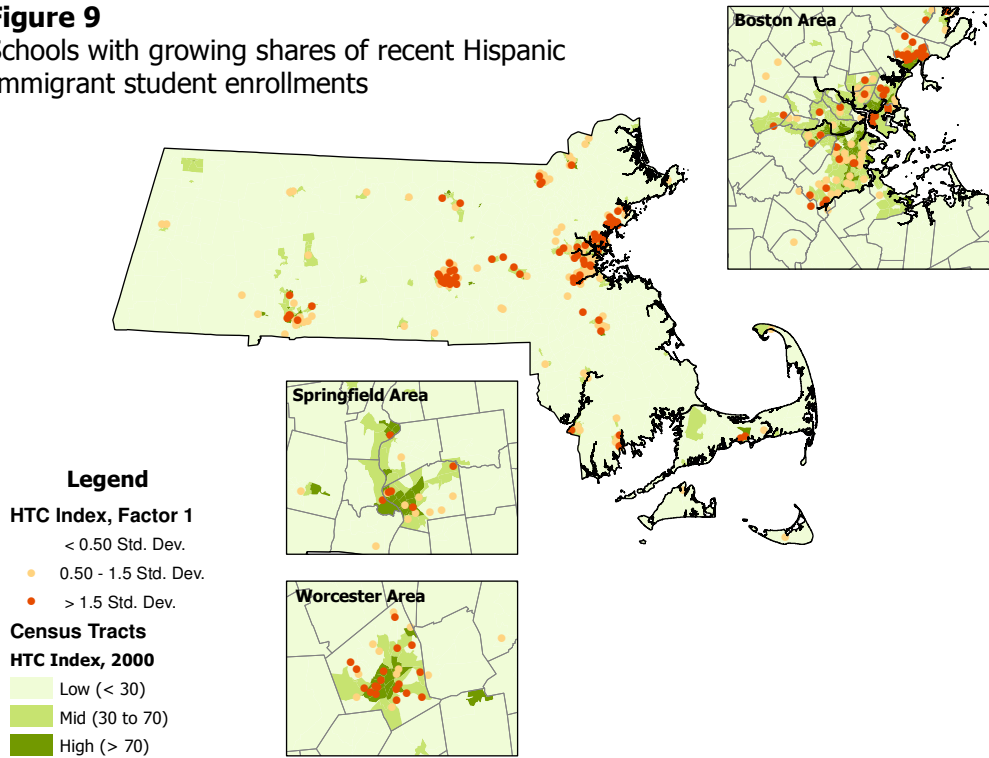 Figure 9
Schools with growing shares of recent Hispanic
immigrant student enrollments
Boston Area
Springfield Area
Worcester Area
Legend
HTC Index, Factor 1
< 0.50 Std. Dev.
0.50 - 1.5 Std. Dev.
> 1.5 Std. Dev.
Census Tracts
HTC Index, 2000
Low (< 30)
Mid (30 to 70)
High (> 70)